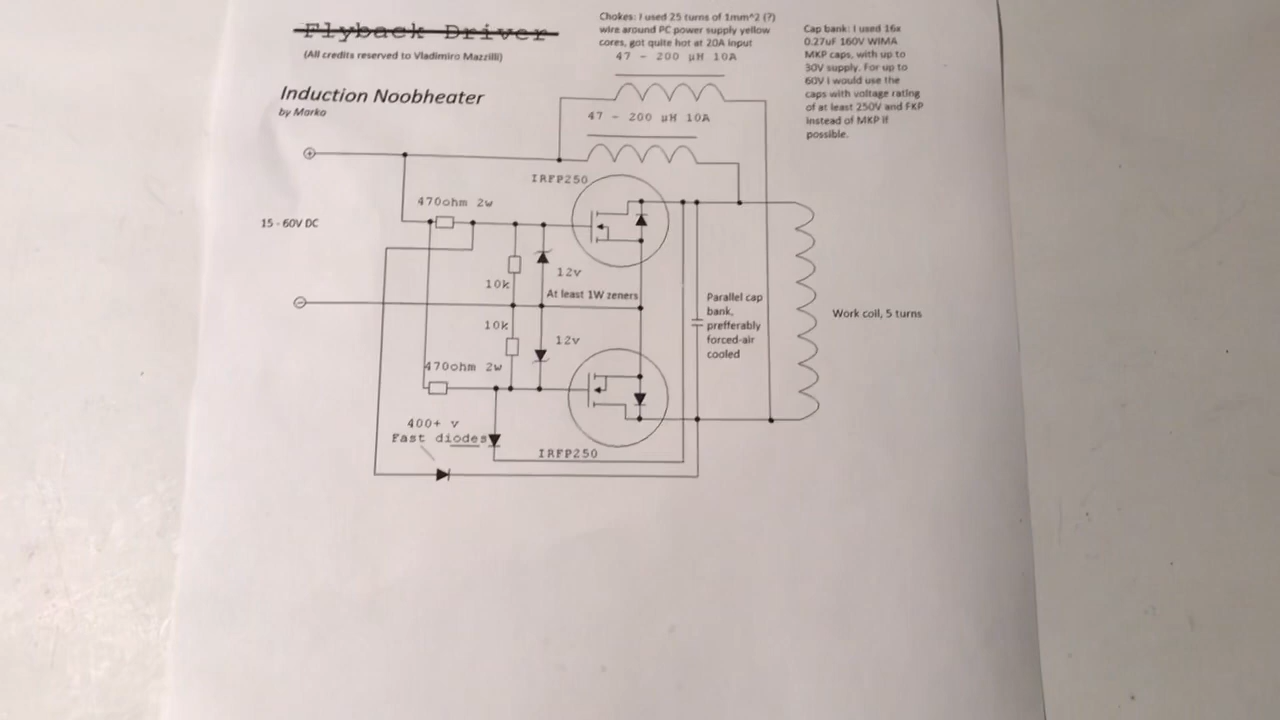 Flyback Driver
(All credits reserved to Vladimiro Mazzilli)
Induction Noobheater
by Marko
Chokes: I used 25 turns of 1mm^2 (?)
wire around PC power supply yellow
cores, got quite hot at 20A input
47 - 200 µH 10A
47 - 200 µH 10A
Cap bank: I used 16x
0.27uF 160V WIMA
MKP caps, with up to
30V supply. For up to
60V I would use the
caps with voltage rating
of at least 250V and FKP
instead of MKP if
possible.
IRFP250
470ohm 2w
15 - 60V DC
12v
10k
At least 1W zeners
Parallel cap
bank,
prefferably
forced-air
cooled
Work coil, 5 turns
10k
12v
470ohm 2w
400+ v
Fast diodes
IRFP250